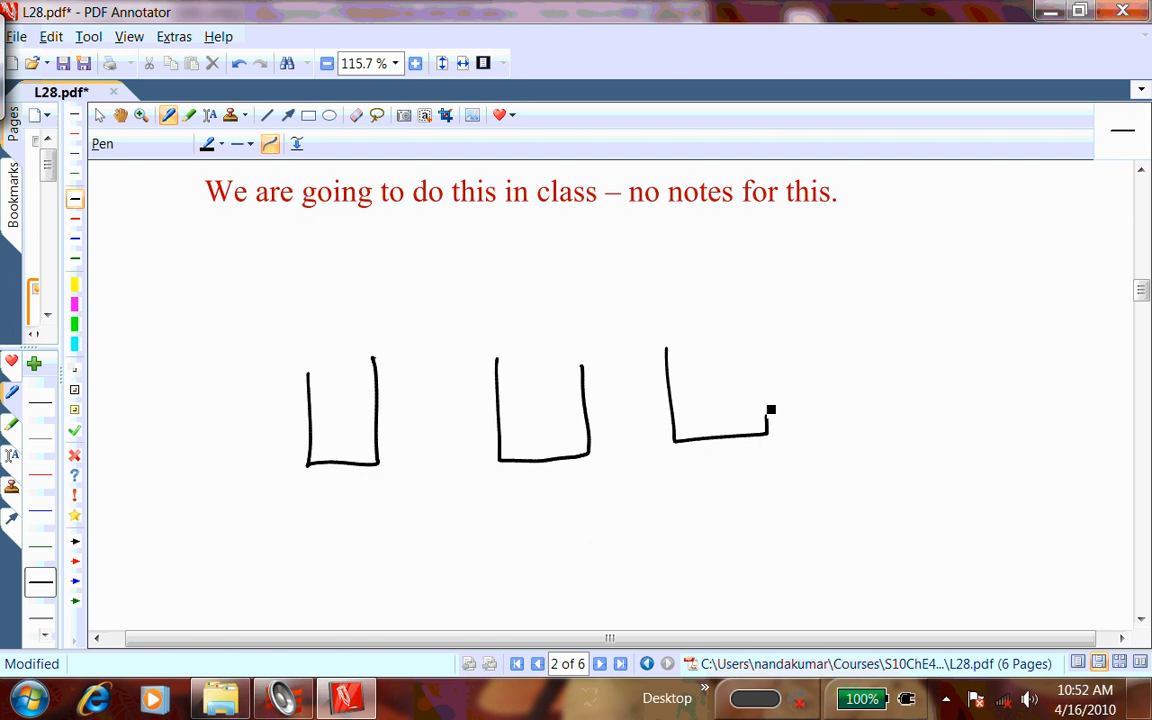 L28.pdf* - PDF Annotator
File Edit Tool View Extras Help
115.7 %
L28.pdf*
Pages
Bookmarks
Pen
We are going to do this in class – no notes for this.
Modified
2 of 6
C:\Users\nandakumar\Courses\S10ChE4...\L28.pdf (6 Pages)
Desktop
100%
10:52 AM
4/16/2010